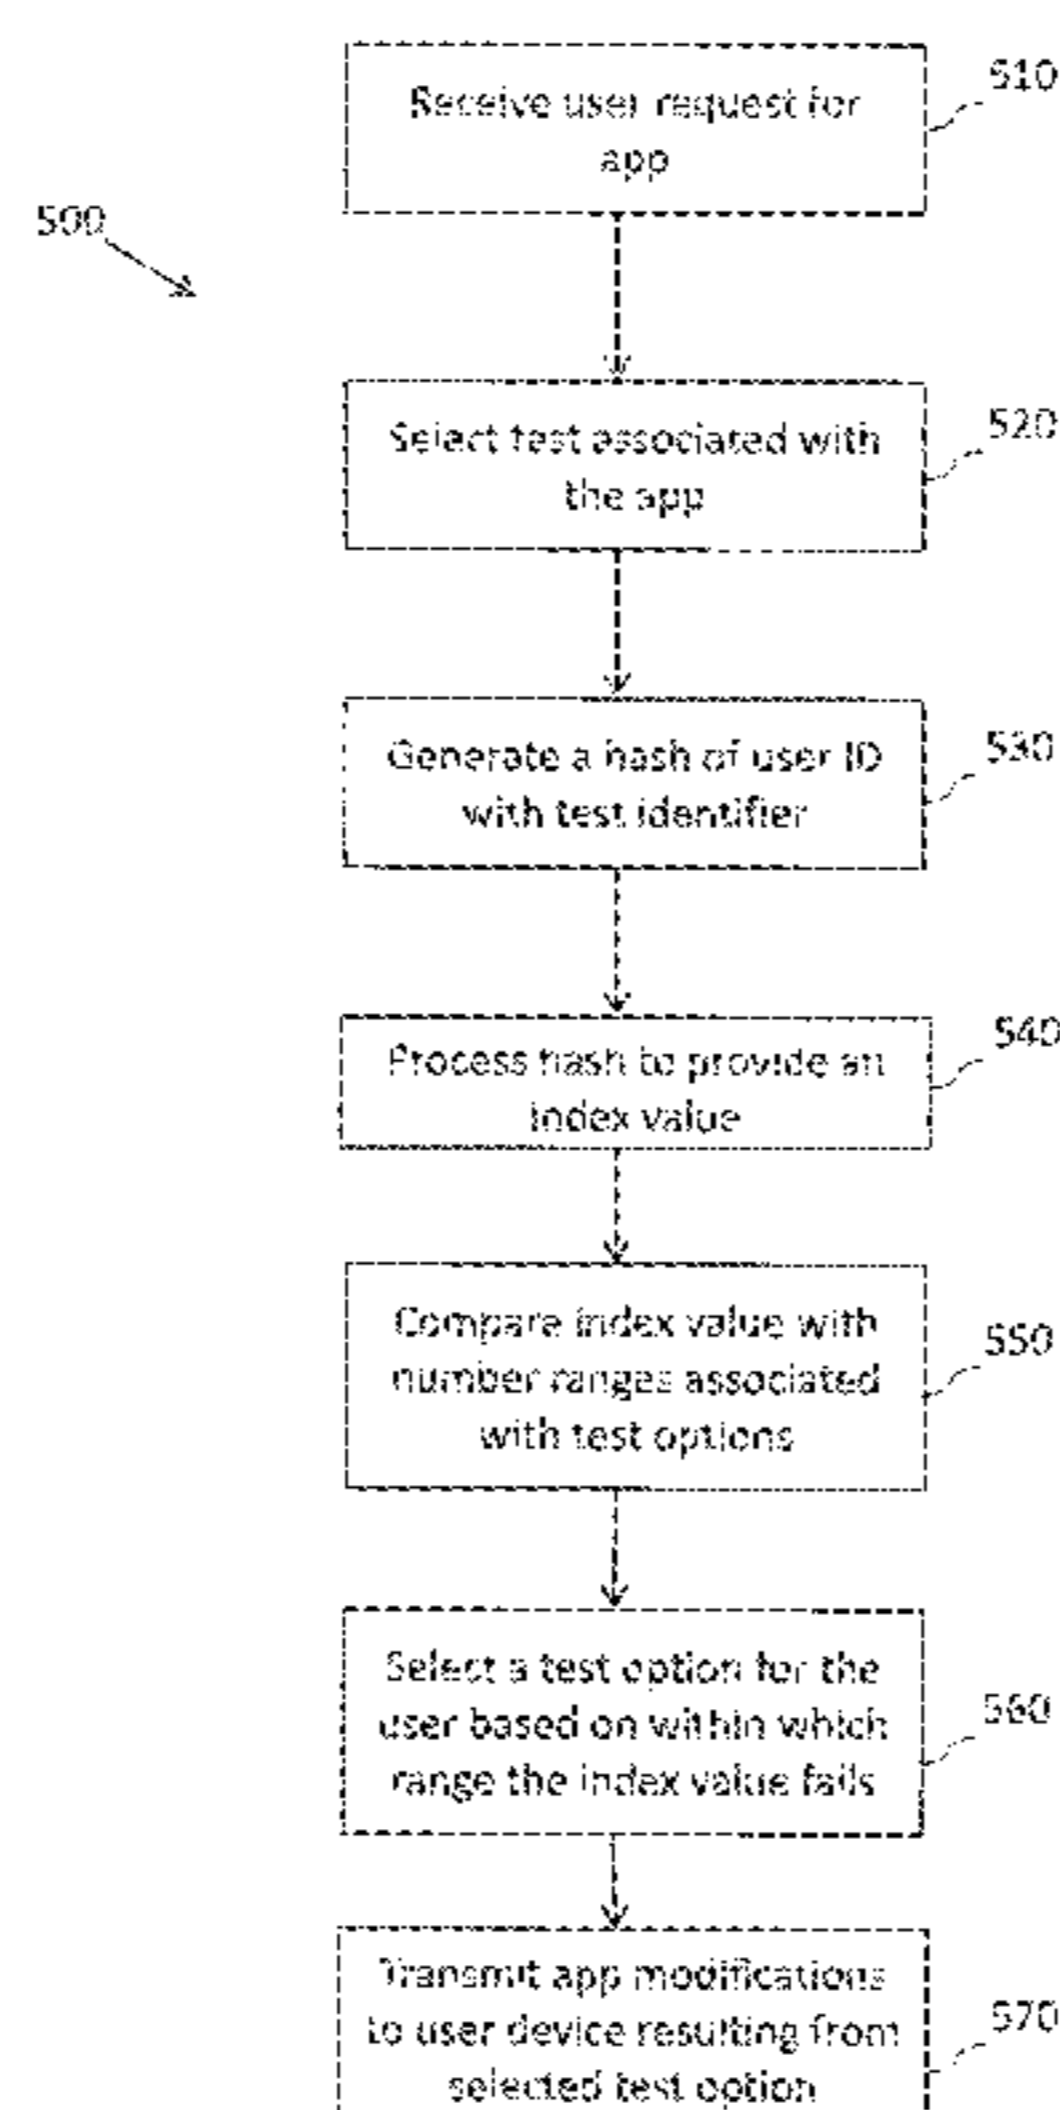 510
Receive user request for
app
500
520
Select test associated with
the app
530
Generate a hash of user ID
with test identifier
540
Process hash to provide an
index value
550
Compare index value with
number ranges associated
with test options
560
Select a test option for the
user based on within which
range the index value falls
570
Transmit app modifications
to user device resulting from
selected test option